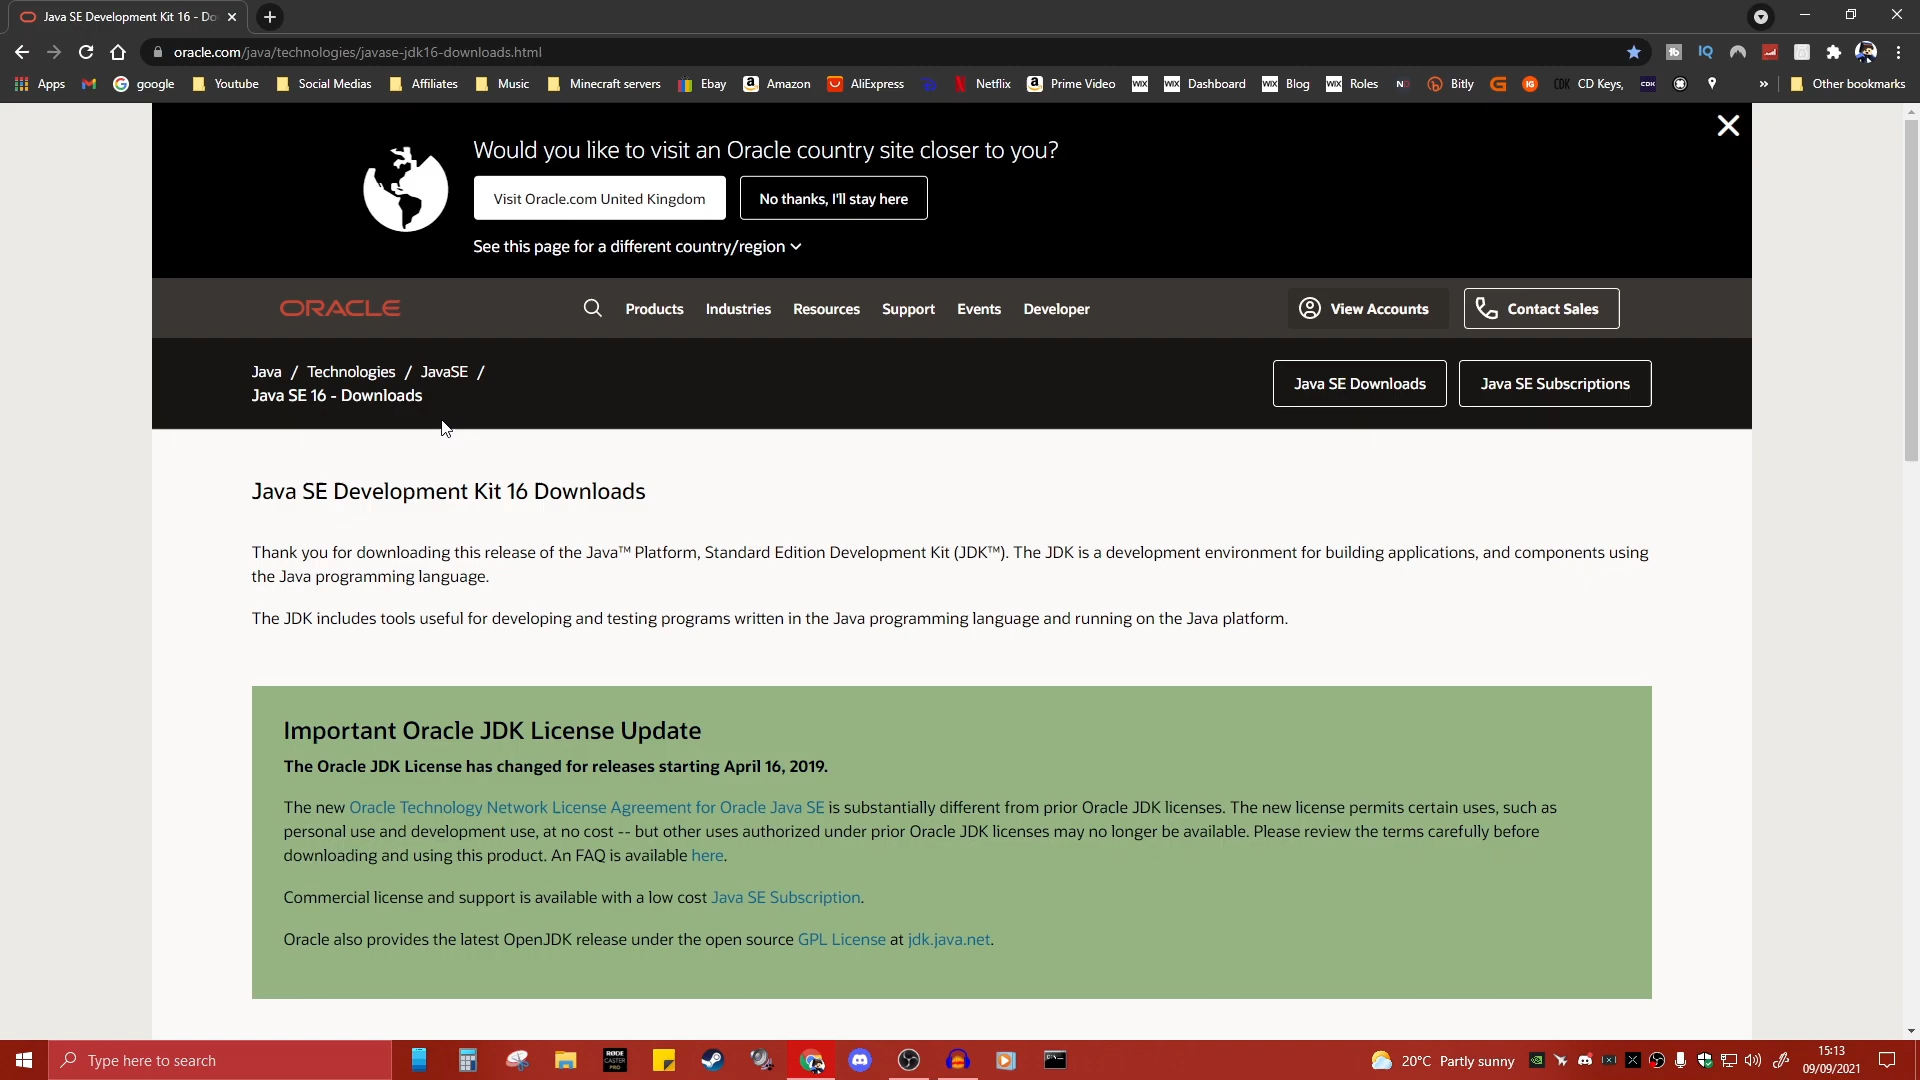 Java SE Development Kit 16 - Do
oracle.com/java/technologies/javase-jdk16-downloads.html
Apps google Youtube Social Medias Affiliates Music Minecraft servers Ebay Amazon AliExpress Netflix Prime Video WIX WIX Dashboard WIX Blog WIX Roles Bitly CD Keys, » Other bookmarks
Would you like to visit an Oracle country site closer to you?
Visit Oracle.com United Kingdom No thanks, I'll stay here
See this page for a different country/region
ORACLE Products Industries Resources Support Events Developer View Accounts Contact Sales
Java / Technologies / JavaSE /
Java SE 16 - Downloads
Java SE Downloads Java SE Subscriptions
Java SE Development Kit 16 Downloads
Thank you for downloading this release of the Java™ Platform, Standard Edition Development Kit (JDK™). The JDK is a development environment for building applications, and components using
the Java programming language.
The JDK includes tools useful for developing and testing programs written in the Java programming language and running on the Java platform.
Important Oracle JDK License Update
The Oracle JDK License has changed for releases starting April 16, 2019.
The new Oracle Technology Network License Agreement for Oracle Java SE is substantially different from prior Oracle JDK licenses. The new license permits certain uses, such as
personal use and development use, at no cost -- but other uses authorized under prior Oracle JDK licenses may no longer be available. Please review the terms carefully before
downloading and using this product. An FAQ is available here.
Commercial license and support is available with a low cost Java SE Subscription.
Oracle also provides the latest OpenJDK release under the open source GPL License at jdk.java.net.
Type here to search
20°C Partly sunny
15:13
09/09/2021